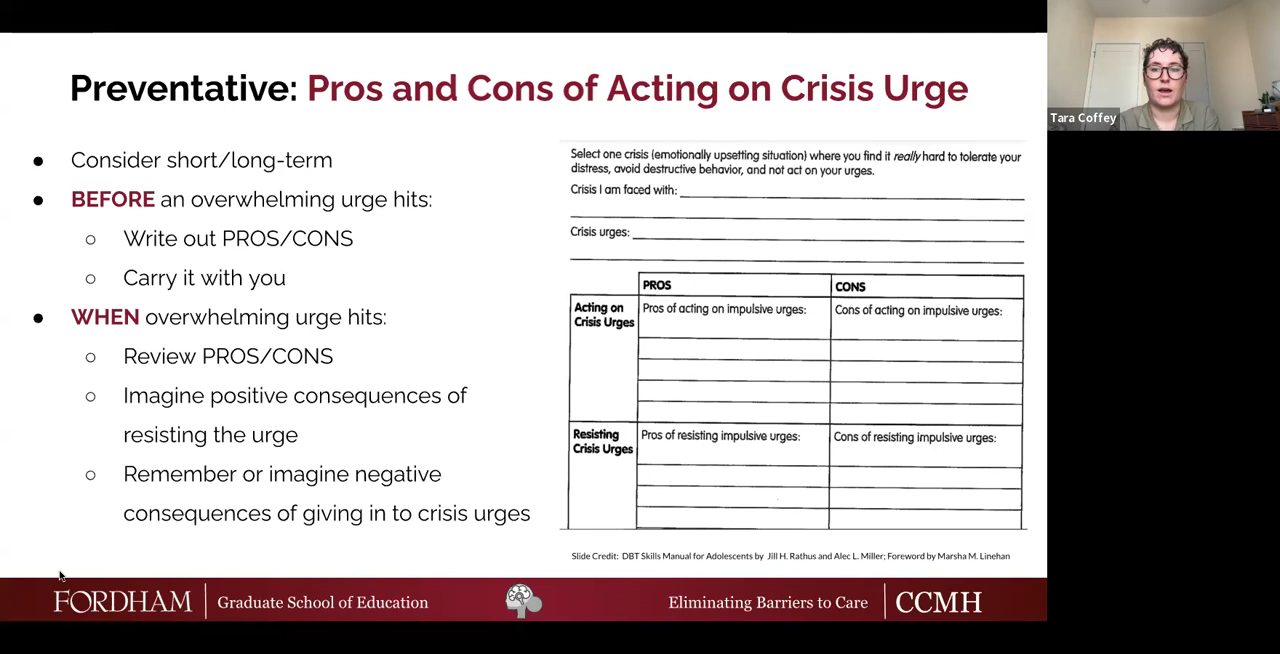 Preventative: Pros and Cons of Acting on Crisis Urge
● Consider short/long-term
● BEFORE an overwhelming urge hits:
○ Write out PROS/CONS
○ Carry it with you
● WHEN overwhelming urge hits:
○ Review PROS/CONS
○ Imagine positive consequences of
resisting the urge
○ Remember or imagine negative
consequences of giving in to crisis urges
Select one crisis (emotionally upsetting situation) where you find it really hard to tolerate your
distress, avoid destructive behavior, and not act on your urges.
Crisis I am faced with:
Crisis urges:
PROS
CONS
Acting on
Crisis Urges
Pros of acting on impulsive urges:
Cons of acting on impulsive urges:
Resisting
Crisis Urges
Pros of resisting impulsive urges:
Cons of resisting impulsive urges:
Slide Credit: DBT Skills Manual for Adolescents by Jill H. Rathus and Alec L. Miller; Foreword by Marsha M. Linehan
FORDHAM
Graduate School of Education
Eliminating Barriers to Care
CCMH
Tara Coffey